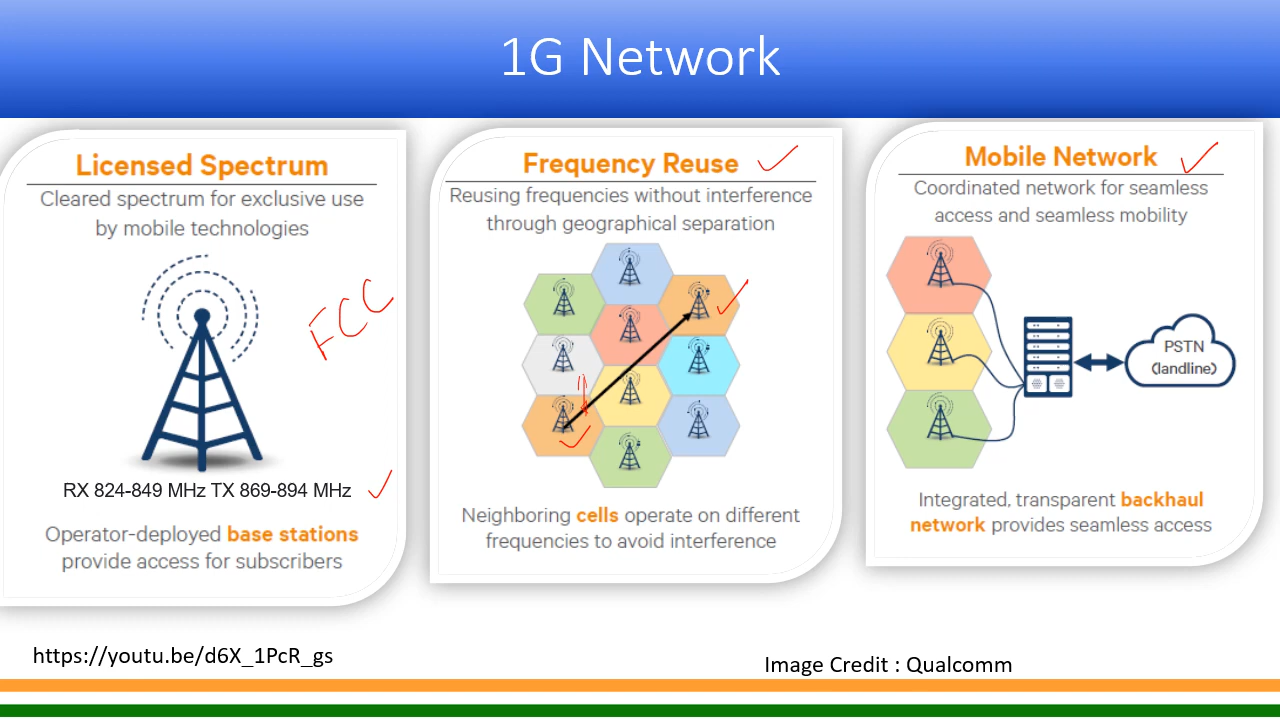 1G Network
Licensed Spectrum
Cleared spectrum for exclusive use
by mobile technologies
FCC
RX 824-849 MHz TX 869-894 MHz
Operator-deployed base stations
provide access for subscribers
Frequency Reuse
Reusing frequencies without interference
through geographical separation
Neighboring cells operate on different
frequencies to avoid interference
Mobile Network
Coordinated network for seamless
access and seamless mobility
PSTN
(landline)
Integrated, transparent backhaul
network provides seamless access
https://youtu.be/d6X_1PcR_gs
Image Credit : Qualcomm